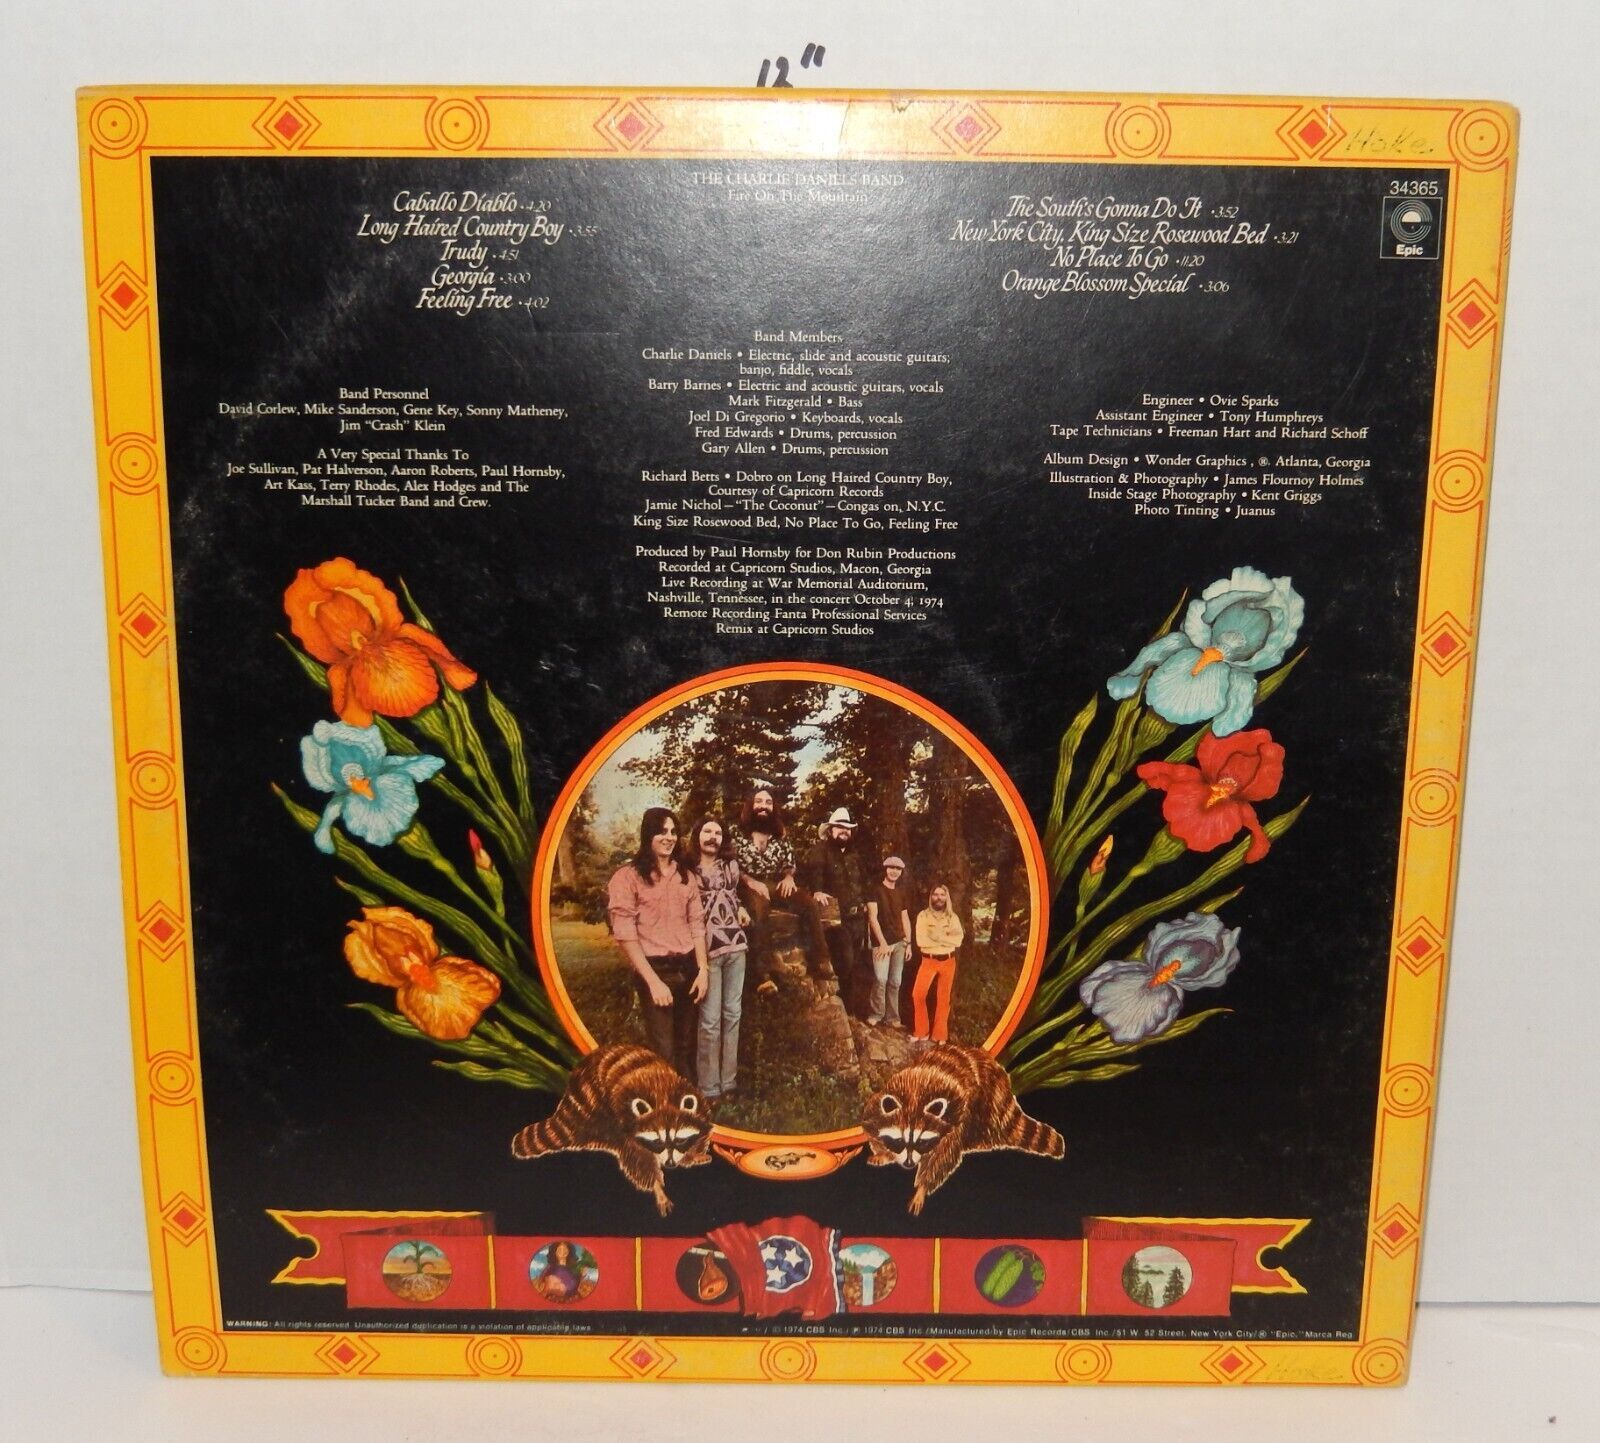 12"
Hoke.
THE CHARLIE DANIELS BAND
Fire On The Mountain
Caballo Diablo • 4:20
Long Haired Country Boy • 3:55
Trudy • 4:51
Georgia • 3:00
Feeling Free • 4:02
The South's Gonna Do It • 3:52
New York City, King Size Rosewood Bed • 3:21
No Place To Go • 11:20
Orange Blossom Special • 3:06
34365
Epic
Band Personnel
David Corlew, Mike Sanderson, Gene Key, Sonny Matheney,
Jim "Crash" Klein
A Very Special Thanks To
Joe Sullivan, Pat Halverson, Aaron Roberts, Paul Hornsby,
Art Kass, Terry Rhodes, Alex Hodges and The
Marshall Tucker Band and Crew.
Band Members
Charlie Daniels • Electric, slide and acoustic guitars;
banjo, fiddle, vocals
Barry Barnes • Electric and acoustic guitars, vocals
Mark Fitzgerald • Bass
Joel Di Gregorio • Keyboards, vocals
Fred Edwards • Drums, percussion
Gary Allen • Drums, percussion
Richard Betts • Dobro on Long Haired Country Boy,
Courtesy of Capricorn Records
Jamie Nichol—"The Coconut"—Congas on, N.Y.C.
King Size Rosewood Bed, No Place To Go, Feeling Free
Produced by Paul Hornsby for Don Rubin Productions
Recorded at Capricorn Studios, Macon, Georgia
Live Recording at War Memorial Auditorium,
Nashville, Tennessee, in the concert October 4, 1974
Remote Recording Fanta Professional Services
Remix at Capricorn Studios
Engineer • Ovie Sparks
Assistant Engineer • Tony Humphreys
Tape Technicians • Freeman Hart and Richard Schoff
Album Design • Wonder Graphics, ®. Atlanta, Georgia
Illustration & Photography • James Flournoy Holmes
Inside Stage Photography • Kent Griggs
Photo Tinting • Juanus
WARNING: All rights reserved. Unauthorized duplication is a violation of applicable laws.
/ © 1974 CBS Inc./ ℗ 1974 CBS Inc./Manufactured by Epic Records/CBS Inc./51 W. 52 Street, New York City/® "Epic," Marca Reg.
Hoke.